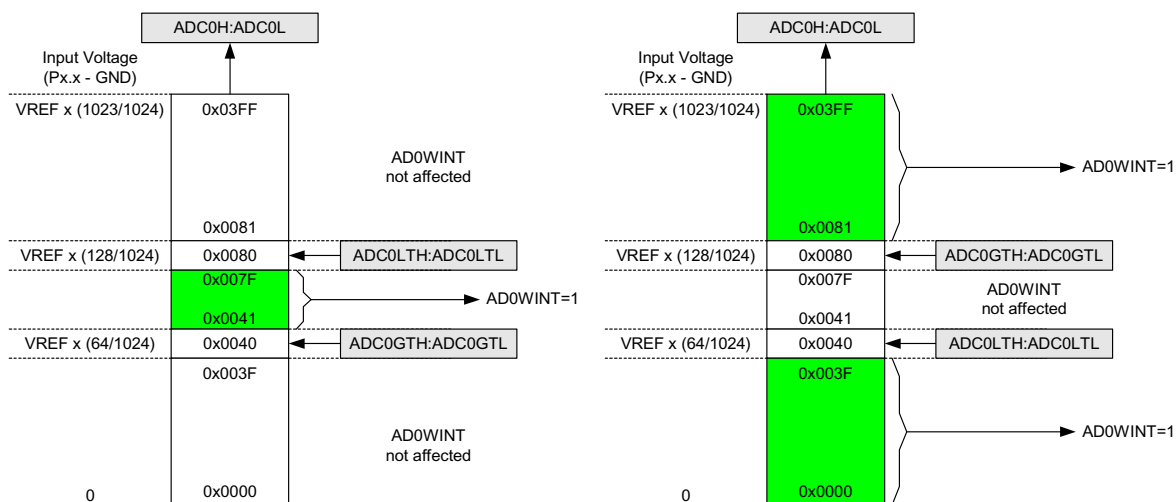 ADC0H:ADC0L
Input Voltage
(Px.x - GND)
VREF x (1023/1024)
0x03FF
AD0WINT
not affected
0x0081
VREF x (128/1024)
0x0080
ADC0LTH:ADC0LTL
0x007F
AD0WINT=1
0x0041
VREF x (64/1024)
0x0040
ADC0GTH:ADC0GTL
0x003F
AD0WINT
not affected
0
0x0000
ADC0H:ADC0L
Input Voltage
(Px.x - GND)
VREF x (1023/1024)
0x03FF
AD0WINT=1
0x0081
VREF x (128/1024)
0x0080
ADC0GTH:ADC0GTL
0x007F
AD0WINT
not affected
0x0041
VREF x (64/1024)
0x0040
ADC0LTH:ADC0LTL
0x003F
AD0WINT=1
0
0x0000